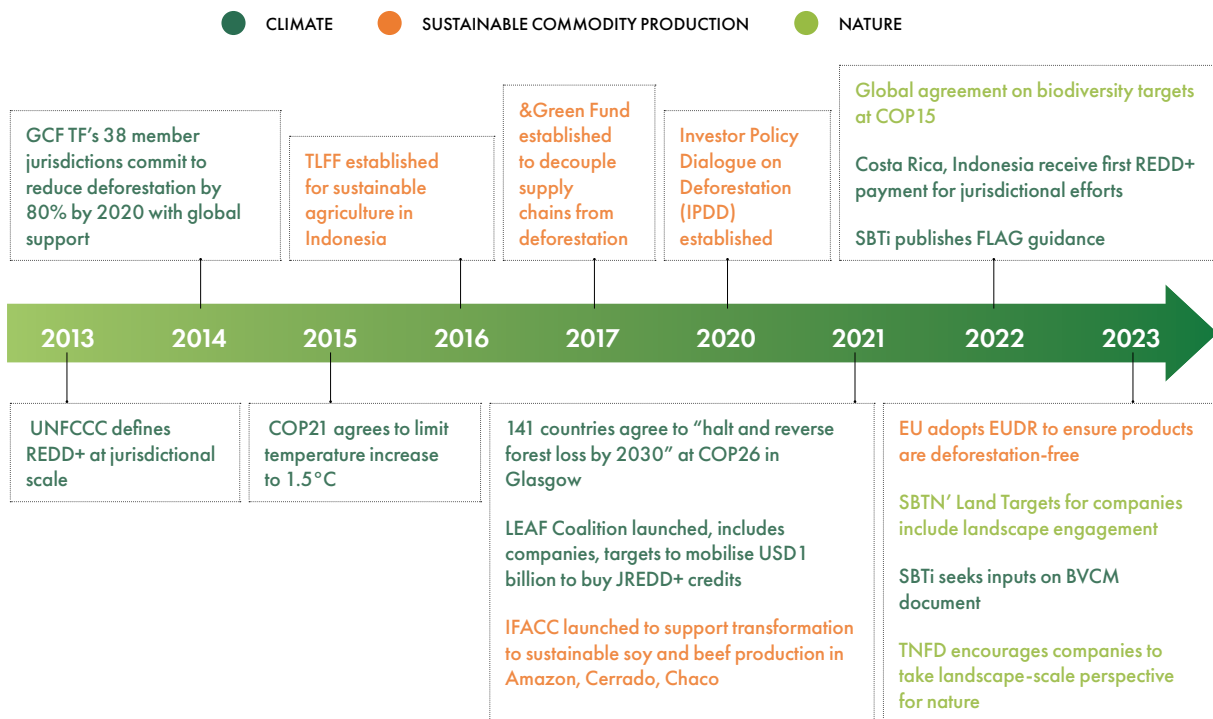 CLIMATE
SUSTAINABLE COMMODITY PRODUCTION
NATURE
GCF TF's 38 member
jurisdictions commit to
reduce deforestation by
80% by 2020 with global
support
TLFF established
for sustainable
agriculture in
Indonesia
&Green Fund
established
to decouple
supply
chains from
deforestation
Investor Policy
Dialogue on
Deforestation
(IPDD)
established
Global agreement on biodiversity targets
at COP15
Costa Rica, Indonesia receive first REDD+
payment for jurisdictional efforts
SBTi publishes FLAG guidance
2013
2014
2015
2016
2017
2020
2021
2022
2023
UNFCCC defines
REDD+ at jurisdictional
scale
COP21 agrees to limit
temperature increase
to 1.5°C
141 countries agree to “halt and reverse
forest loss by 2030” at COP26 in
Glasgow
LEAF Coalition launched, includes
companies, targets to mobilise USD1
billion to buy JREDD+ credits
IFACC launched to support transformation
to sustainable soy and beef production in
Amazon, Cerrado, Chaco
EU adopts EUDR to ensure products
are deforestation-free
SBTN’ Land Targets for companies
include landscape engagement
SBTi seeks inputs on BVCM
document
TNFD encourages companies to
take landscape-scale perspective
for nature